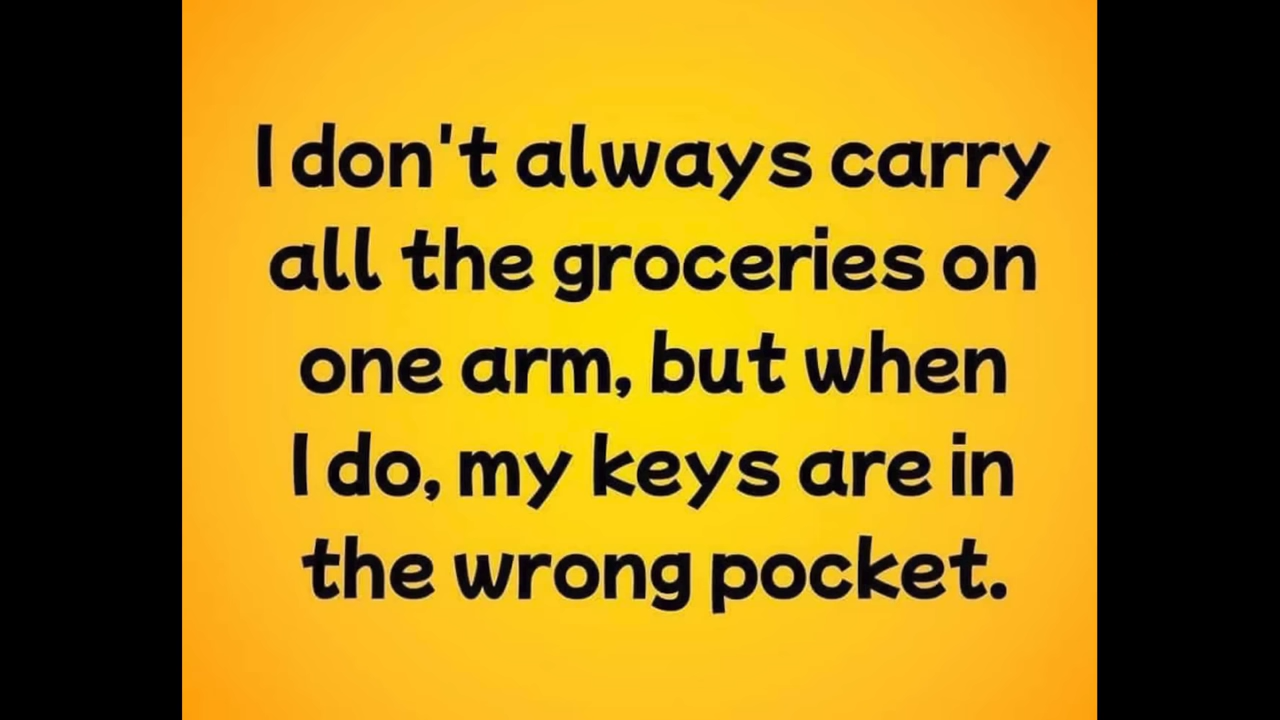 I don't always carry
all the groceries on
one arm, but when
I do, my keys are in
the wrong pocket.